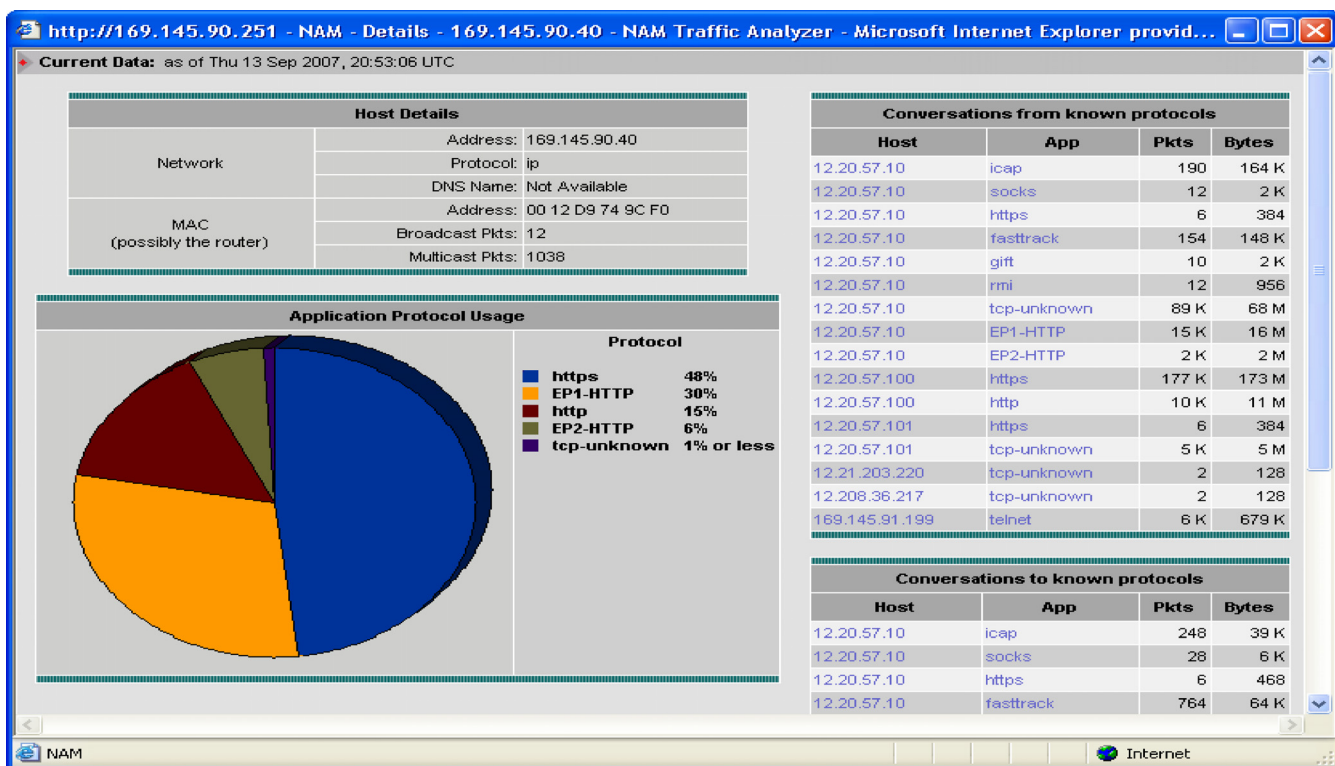 http://169.145.90.251 - NAM - Details - 169.145.90.40 - NAM Traffic Analyzer - Microsoft Internet Explorer provid...
Current Data: as of Thu 13 Sep 2007, 20:53:06 UTC
Host Details
Network
Address: 169.145.90.40
Protocol: ip
DNS Name: Not Available
MAC
(possibly the router)
Address: 00 12 D9 74 9C F0
Broadcast Pkts: 12
Multicast Pkts: 1038
Application Protocol Usage
Protocol
https 48%
EP1-HTTP 30%
http 15%
EP2-HTTP 6%
tcp-unknown 1% or less
Conversations from known protocols
Host App Pkts Bytes
12.20.57.10 icap 190 164 K
12.20.57.10 socks 12 2 K
12.20.57.10 https 6 384
12.20.57.10 fasttrack 154 148 K
12.20.57.10 gift 10 2 K
12.20.57.10 rmi 12 956
12.20.57.10 tcp-unknown 89 K 68 M
12.20.57.10 EP1-HTTP 15 K 16 M
12.20.57.10 EP2-HTTP 2 K 2 M
12.20.57.100 https 177 K 173 M
12.20.57.100 http 10 K 11 M
12.20.57.101 https 6 384
12.20.57.101 tcp-unknown 5 K 5 M
12.21.203.220 tcp-unknown 2 128
12.208.36.217 tcp-unknown 2 128
169.145.91.199 telnet 6 K 679 K
Conversations to known protocols
Host App Pkts Bytes
12.20.57.10 icap 248 39 K
12.20.57.10 socks 28 6 K
12.20.57.10 https 6 468
12.20.57.10 fasttrack 764 64 K
NAM
Internet